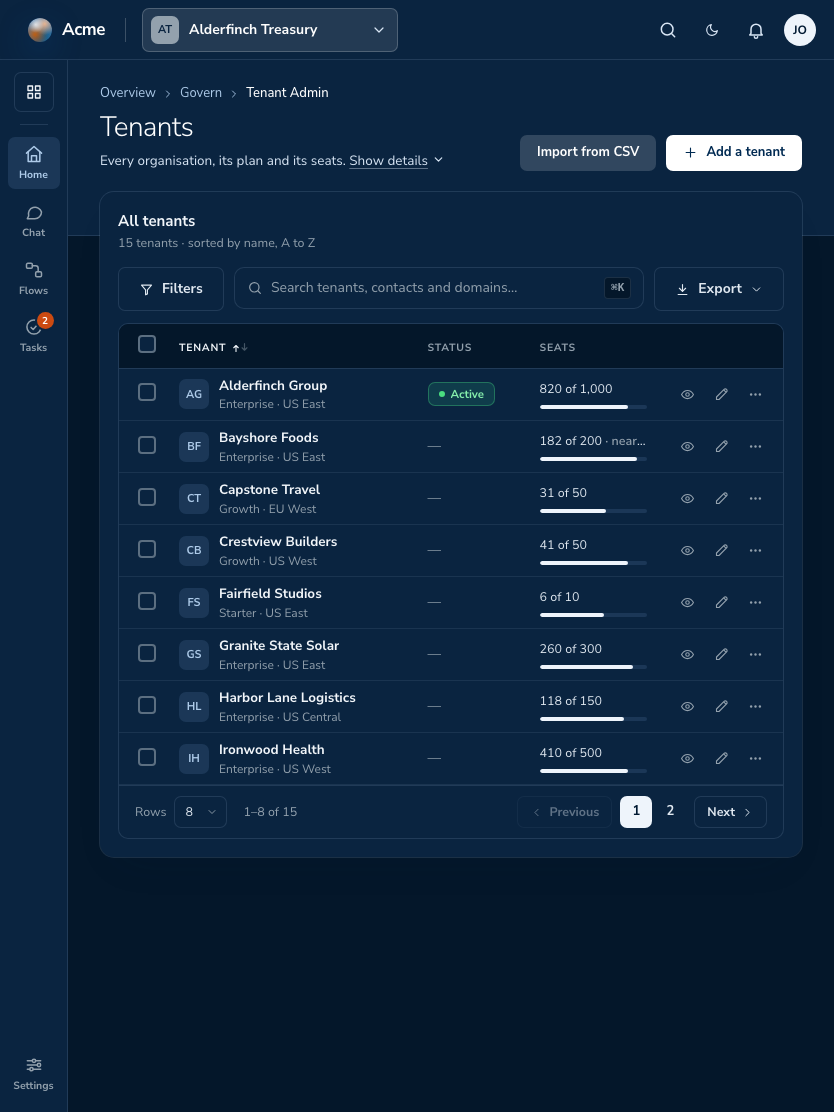 Acme
AT Alderfinch Treasury
JO
Overview > Govern > Tenant Admin
Tenants
Every organisation, its plan and its seats. Show details
Import from CSV
+ Add a tenant
Home
Chat
Flows
2
Tasks
Settings
All tenants
15 tenants · sorted by name, A to Z
Filters
Search tenants, contacts and domains...
⌘K
Export
TENANT STATUS SEATS
AG Alderfinch Group Active 820 of 1,000
Enterprise · US East
BF Bayshore Foods — 182 of 200 · near...
Enterprise · US East
CT Capstone Travel — 31 of 50
Growth · EU West
CB Crestview Builders — 41 of 50
Growth · US West
FS Fairfield Studios — 6 of 10
Starter · US East
GS Granite State Solar — 260 of 300
Enterprise · US East
HL Harbor Lane Logistics — 118 of 150
Enterprise · US Central
IH Ironwood Health — 410 of 500
Enterprise · US West
Rows 8 1–8 of 15 Previous 1 2 Next